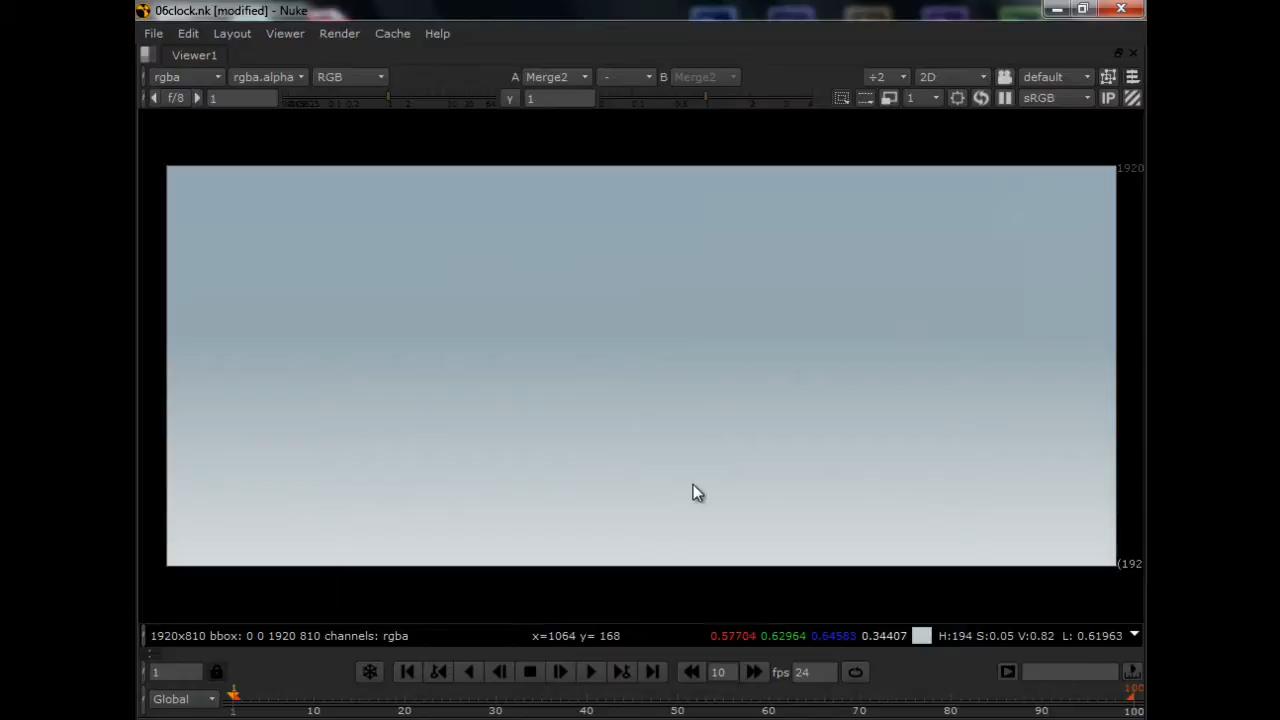 06clock.nk [modified] - Nuke
File Edit Layout Viewer Render Cache Help
Viewer1
rgba rgba.alpha RGB A Merge2 - B Merge2 ÷2 2D default
f/8 1 y 1 1 sRGB IP
1920
(192
1920x810 bbox: 0 0 1920 810 channels: rgba x=1064 y= 168 0.57704 0.62964 0.64583 0.34407 H:194 S:0.05 V:0.82 L: 0.61963
1 10 fps 24
100
Global 1 10 20 30 40 50 60 70 80 90 100